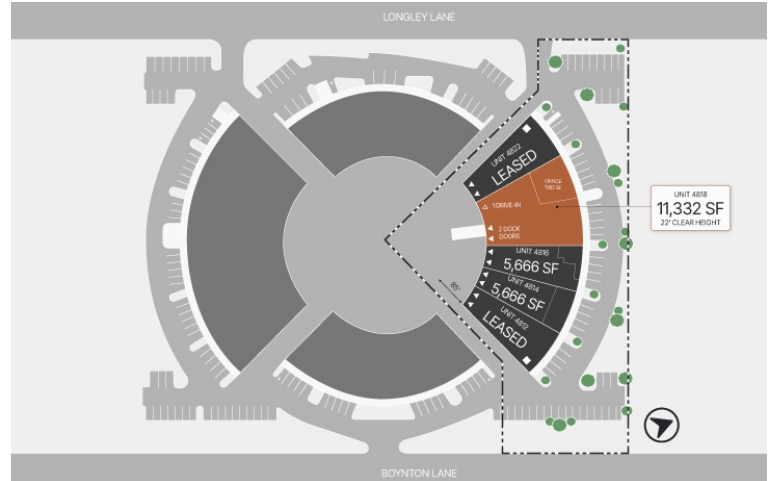 LONGLEY LANE
UNIT 4822
LEASED
OFFICE
TBD SF
1 DRIVE-IN
2 DOCK
DOORS
UNIT 4818
11,332 SF
22' CLEAR HEIGHT
UNIT 4816
5,666 SF
UNIT 4814
5,666 SF
UNIT 4812
LEASED
85'
BOYNTON LANE